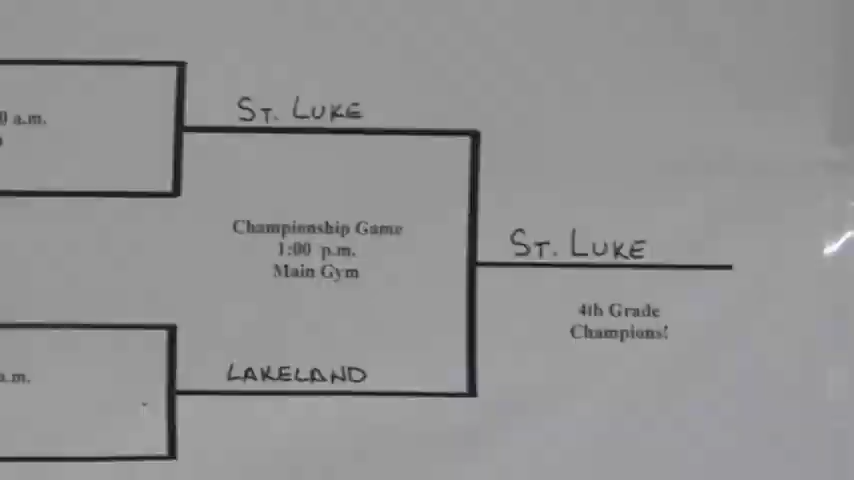 a.m.
ST. LUKE
Championship Game
1:00 p.m.
Main Gym
ST. LUKE
4th Grade
Champions!
LAKELAND
a.m.